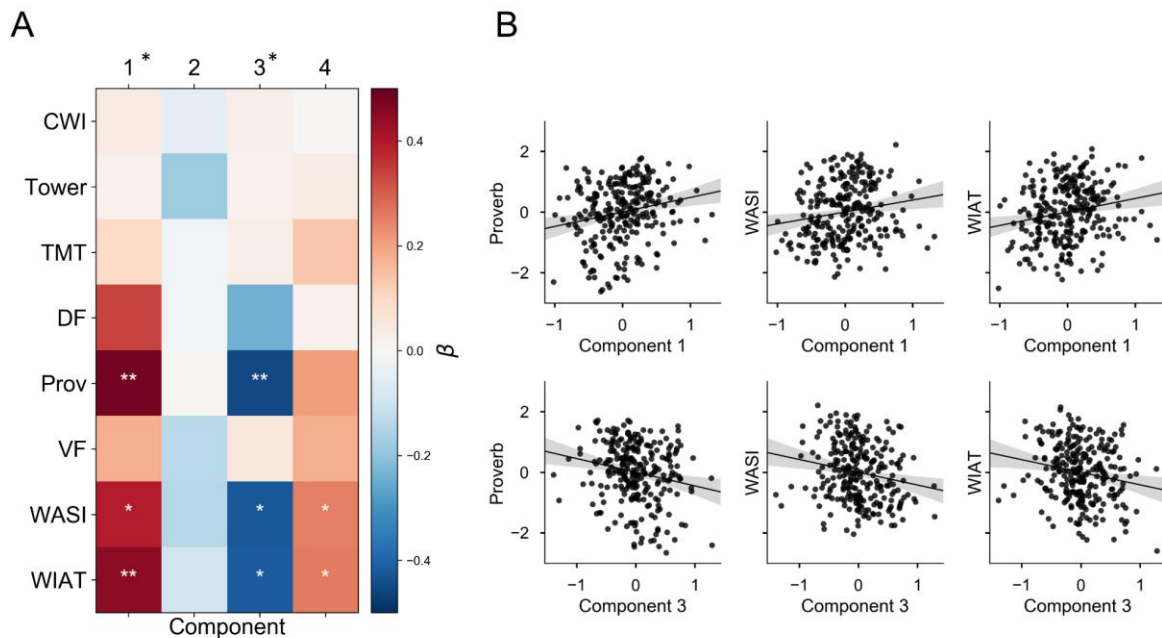 A
1 * 2 3 * 4
CWI
Tower
TMT
DF
Prov
VF
WASI
WIAT
** **
* * *
** * *
Component
0.4
0.2
0.0
−0.2
−0.4
β
B
Proverb
2
0
−2
−1 0 1
Component 1
WASI
−1 0 1
Component 1
WIAT
−1 0 1
Component 1
Proverb
2
0
−2
−1 0 1
Component 3
WASI
−1 0 1
Component 3
WIAT
−1 0 1
Component 3